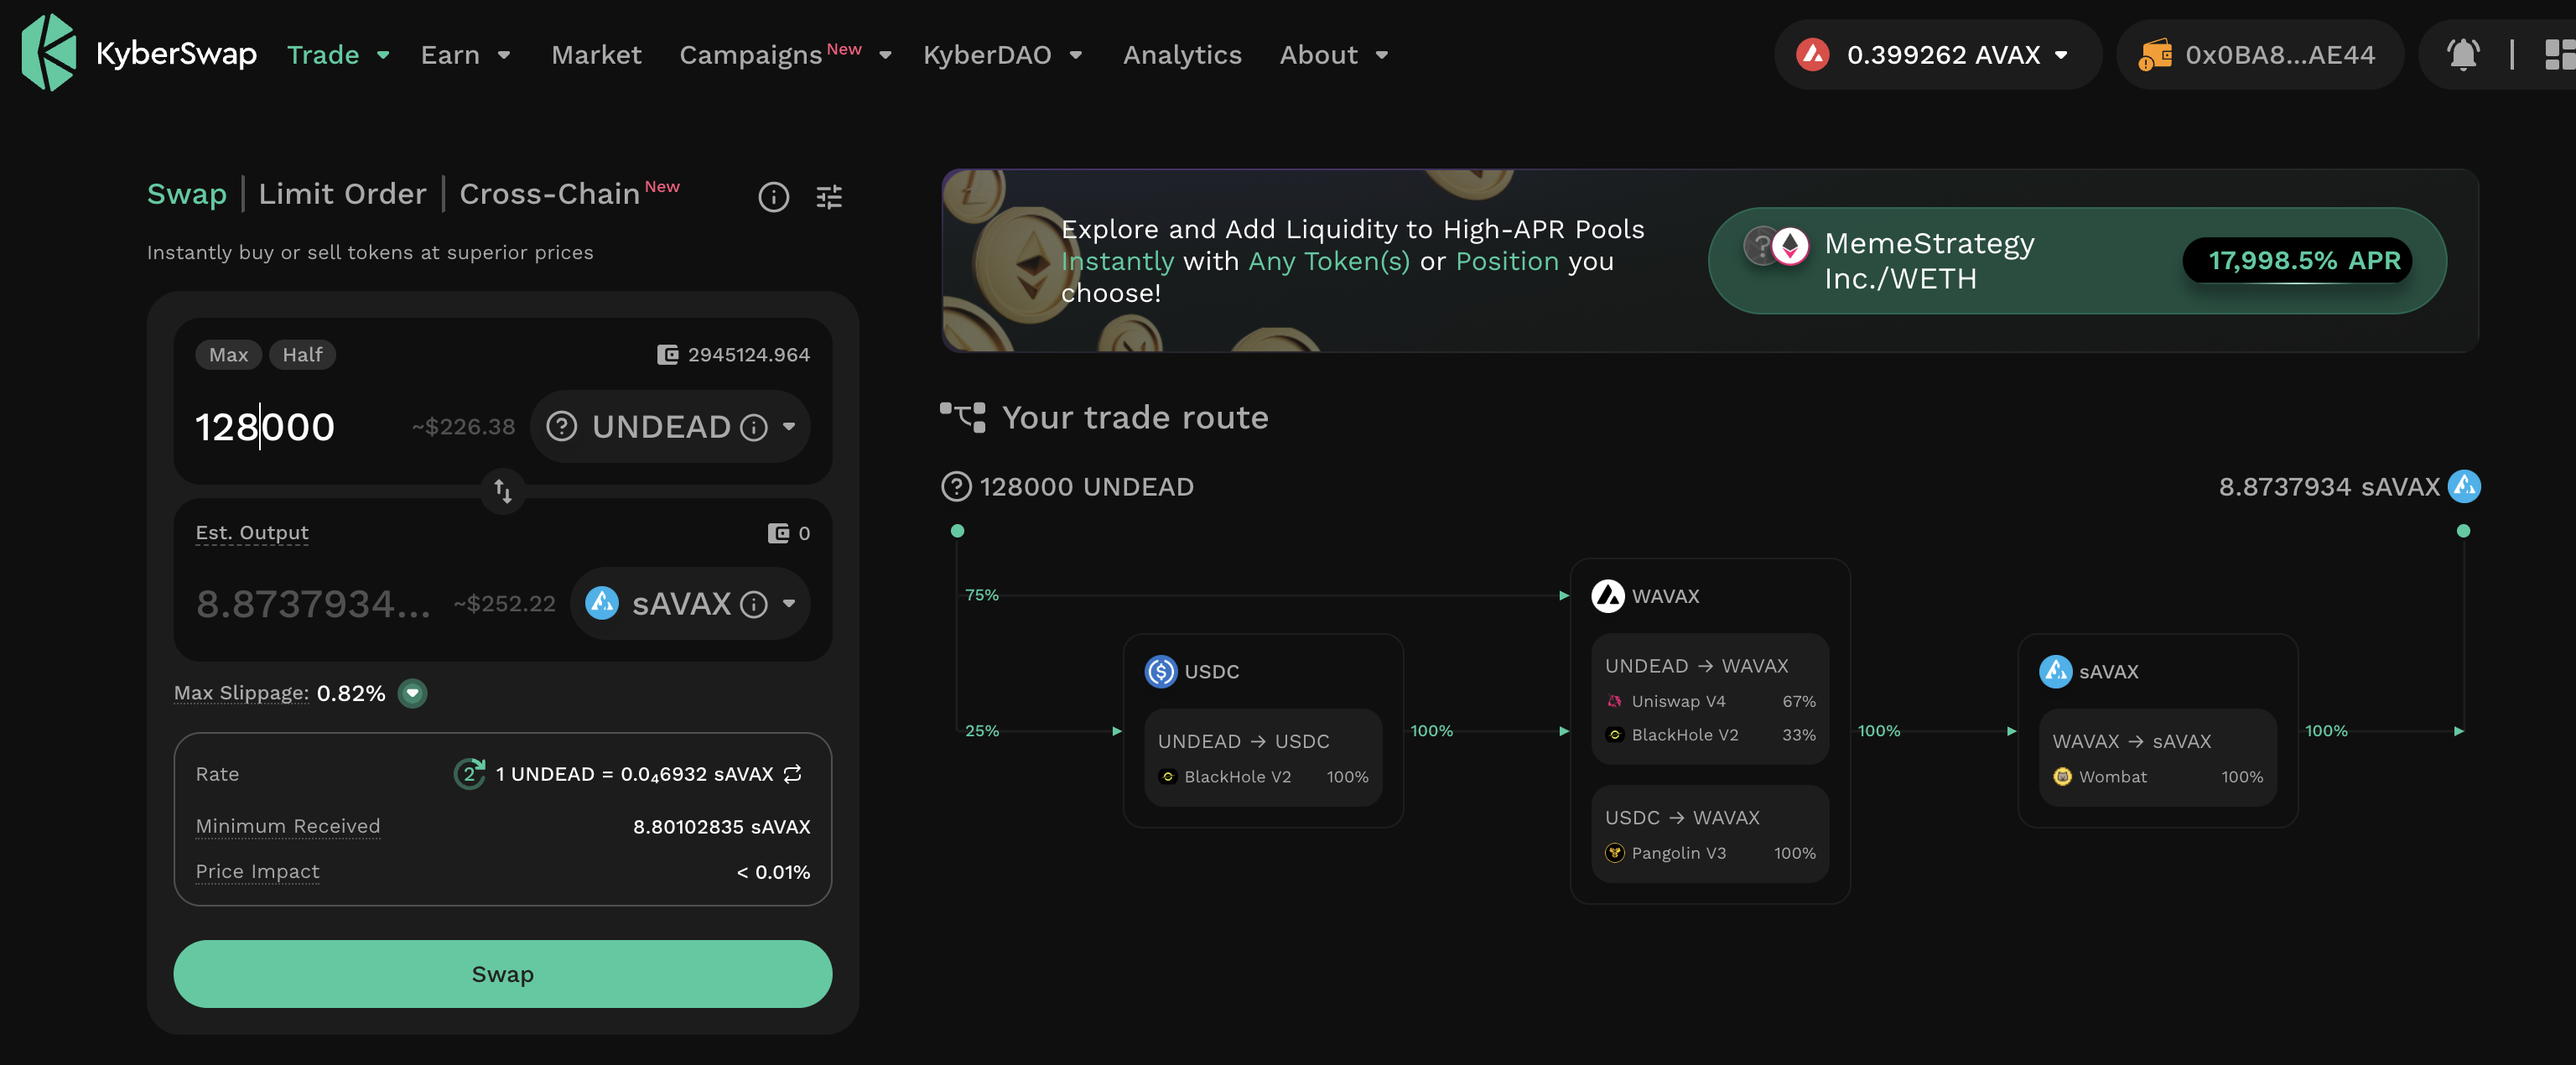 KyberSwap Trade Earn Market Campaigns New KyberDAO Analytics About 0.399262 AVAX 0x0BA8...AE44
Swap | Limit Order | Cross-Chain New
Instantly buy or sell tokens at superior prices
Max Half 2945124.964
128000 ~$226.38 UNDEAD
Est. Output 0
8.8737934... ~$252.22 sAVAX
Max Slippage: 0.82%
Rate 2 1 UNDEAD = 0.0₄6932 sAVAX
Minimum Received 8.80102835 sAVAX
Price Impact < 0.01%
Swap
Explore and Add Liquidity to High-APR Pools
Instantly with Any Token(s) or Position you
choose!
MemeStrategy
Inc./WETH
17,998.5% APR
Your trade route
128000 UNDEAD
8.8737934 sAVAX
75%
25%
USDC
UNDEAD → USDC
BlackHole V2 100%
100%
WAVAX
UNDEAD → WAVAX
Uniswap V4 67%
BlackHole V2 33%
USDC → WAVAX
Pangolin V3 100%
100%
sAVAX
WAVAX → sAVAX
Wombat 100%
100%